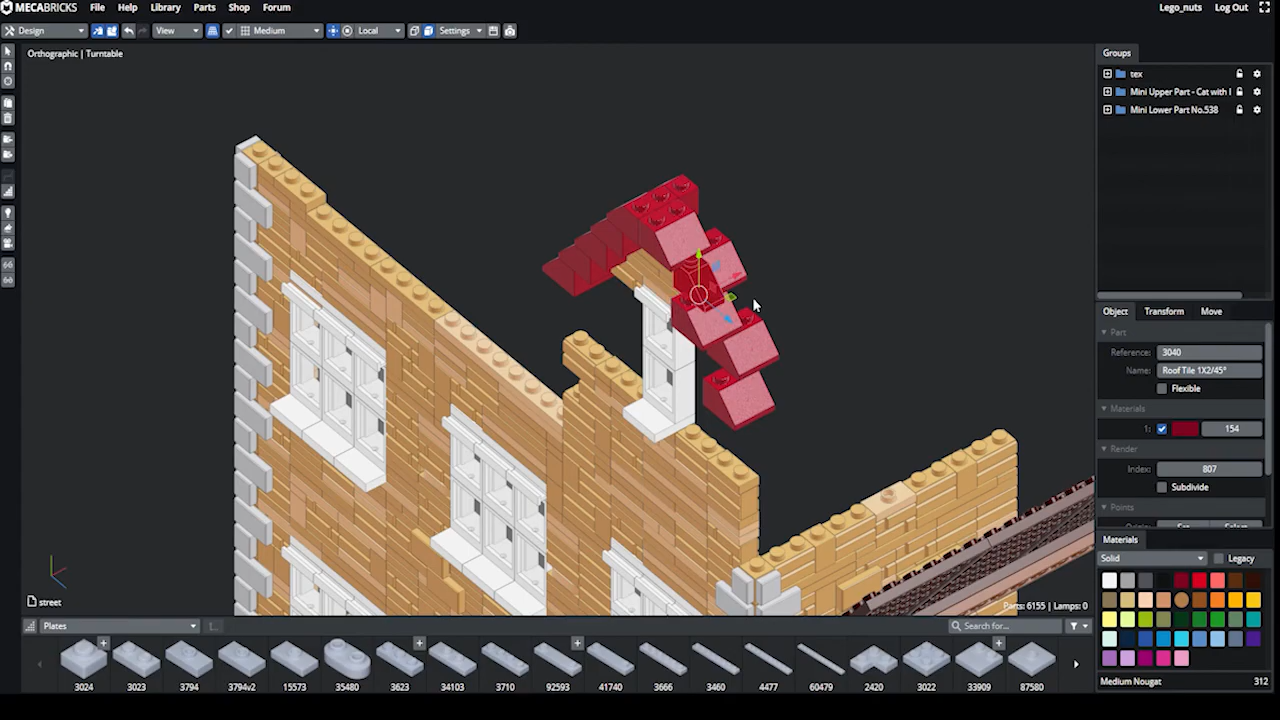 MECABRICKS File Help Library Parts Shop Forum Lego_nuts Log Out
Design View Medium Local Settings
Orthographic | Turntable
Groups
tex
Mini Upper Part - Cat with
Mini Lower Part No.538
Object Transform Move
Part
Reference: 3040
Name: Roof Tile 1X2/45°
Flexible
Materials
1: 154
Render
Index: 807
Subdivide
Points
Materials
Solid Legacy
street
Parts: 6155 | Lamps: 0
Plates Search for...
3024 3023 3794 3794v2 15573 35480 3623 34103 3710 92593 41740 3666 3460 4477 60479 2420 3022 33909 87580
Medium Nougat 312